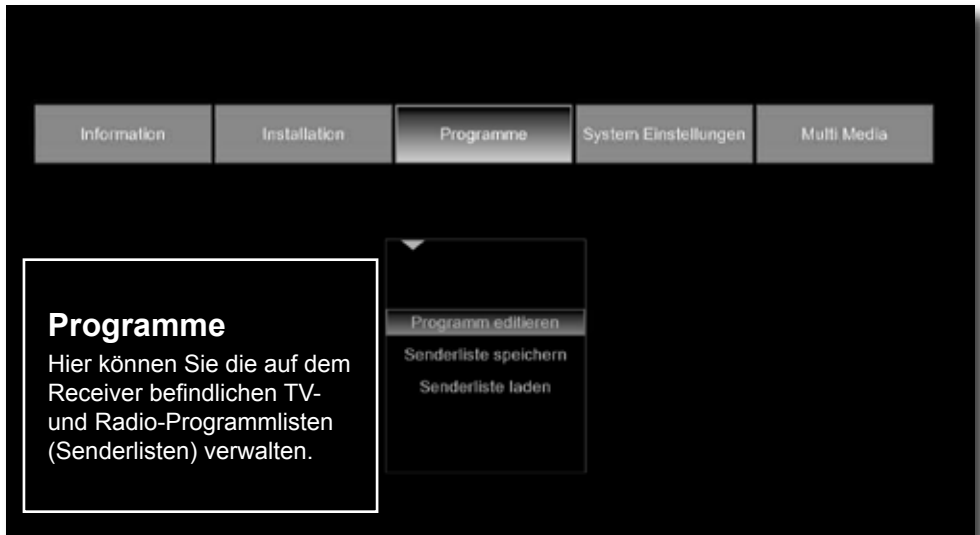 Information Installation Programme System Einstellungen Multi Media
Programm editieren
Senderliste speichern
Senderliste laden
Programme
Hier können Sie die auf dem
Receiver befindlichen TV-
und Radio-Programmlisten
(Senderlisten) verwalten.